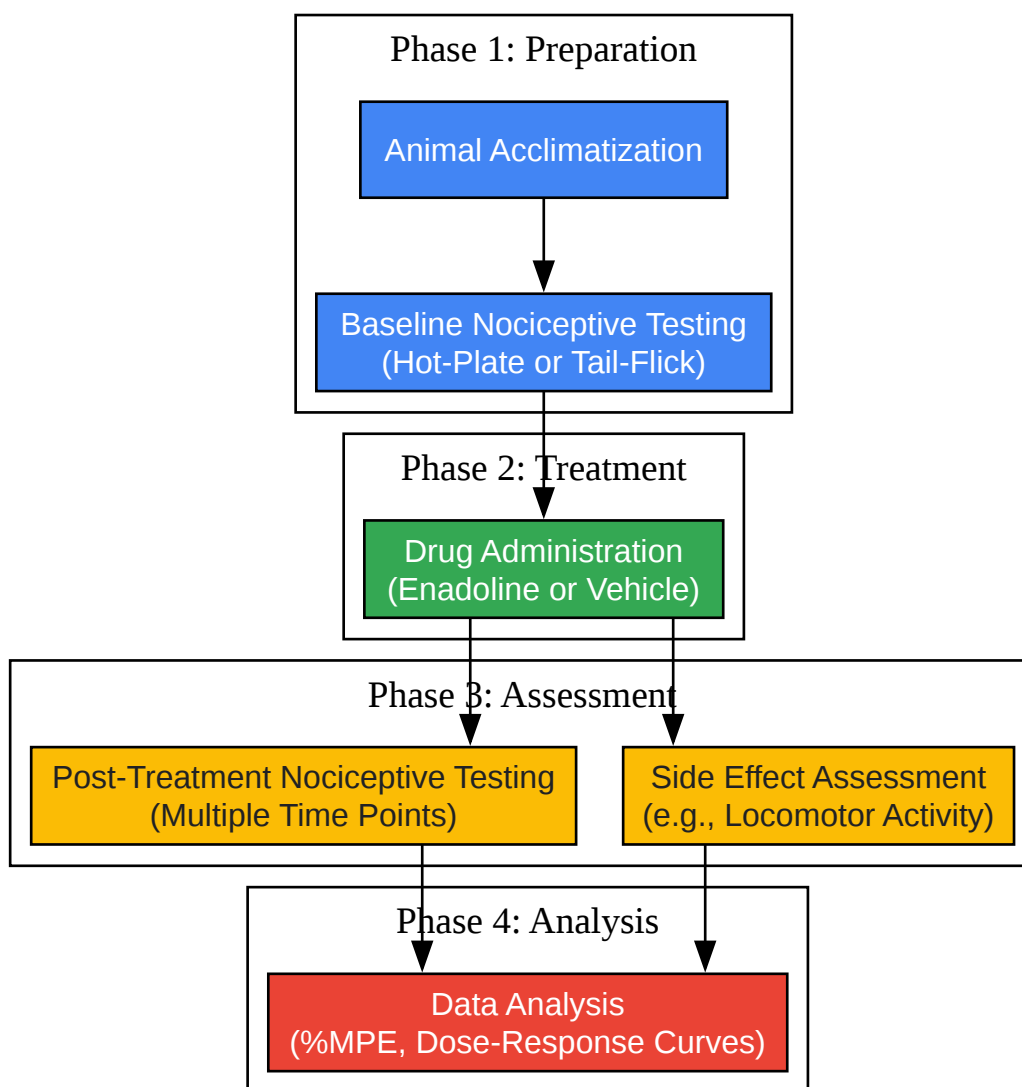 Phase 1: Preparation
Animal Acclimatization
Baseline Nociceptive Testing
(Hot-Plate or Tail-Flick)
Phase 2: Treatment
Drug Administration
(Enadoline or Vehicle)
Phase 3: Assessment
Post-Treatment Nociceptive Testing
(Multiple Time Points)
Side Effect Assessment
(e.g., Locomotor Activity)
Phase 4: Analysis
Data Analysis
(%MPE, Dose-Response Curves)